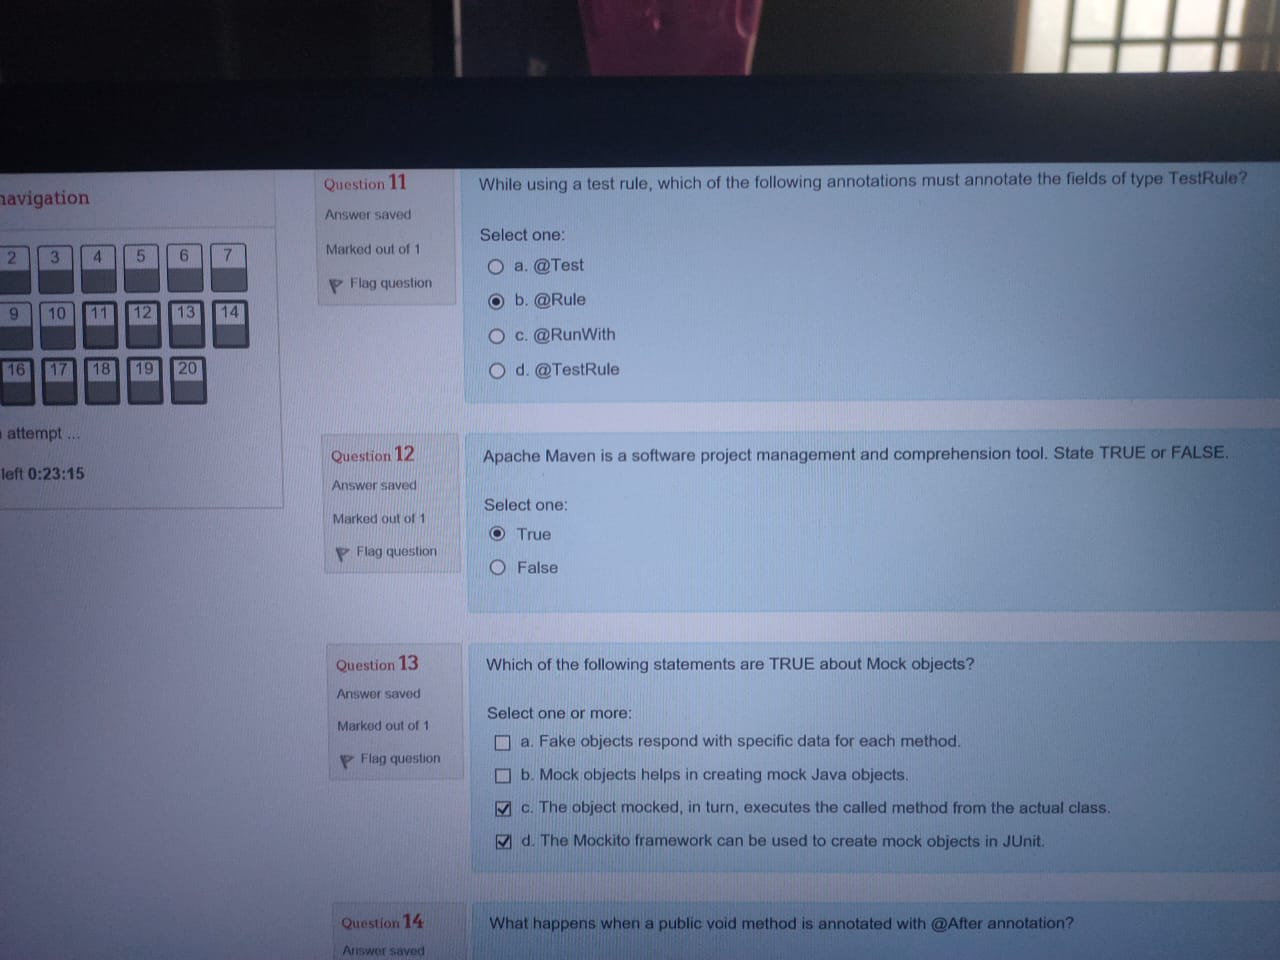 navigation
2 3 4 5 6 7
9 10 11 12 13 14
16 17 18 19 20
attempt ...
left 0:23:15
Question 11
Answer saved
Marked out of 1
Flag question
While using a test rule, which of the following annotations must annotate the fields of type TestRule?
Select one:
a. @Test
b. @Rule
c. @RunWith
d. @TestRule
Question 12
Answer saved
Marked out of 1
Flag question
Apache Maven is a software project management and comprehension tool. State TRUE or FALSE.
Select one:
True
False
Question 13
Answer saved
Marked out of 1
Flag question
Which of the following statements are TRUE about Mock objects?
Select one or more:
a. Fake objects respond with specific data for each method.
b. Mock objects helps in creating mock Java objects.
c. The object mocked, in turn, executes the called method from the actual class.
d. The Mockito framework can be used to create mock objects in JUnit.
Question 14
Answer saved
What happens when a public void method is annotated with @After annotation?